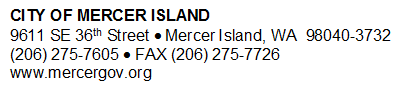 CITY OF MERCER ISLAND
9611 SE 36th Street • Mercer Island, WA  98040-3732
(206) 275-7605 • FAX (206) 275-7726
www.mercergov.org